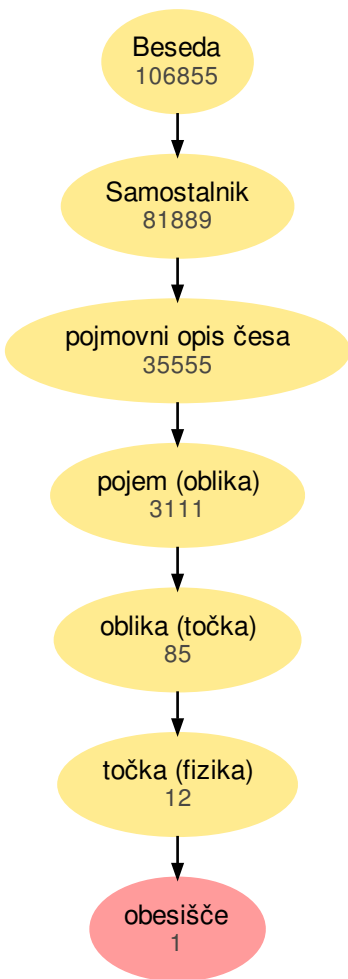 Beseda
106855
Samostalnik
81889
pojmovni opis česa
35555
pojem (oblika)
3111
oblika (točka)
85
točka (fizika)
12
obesišče
1